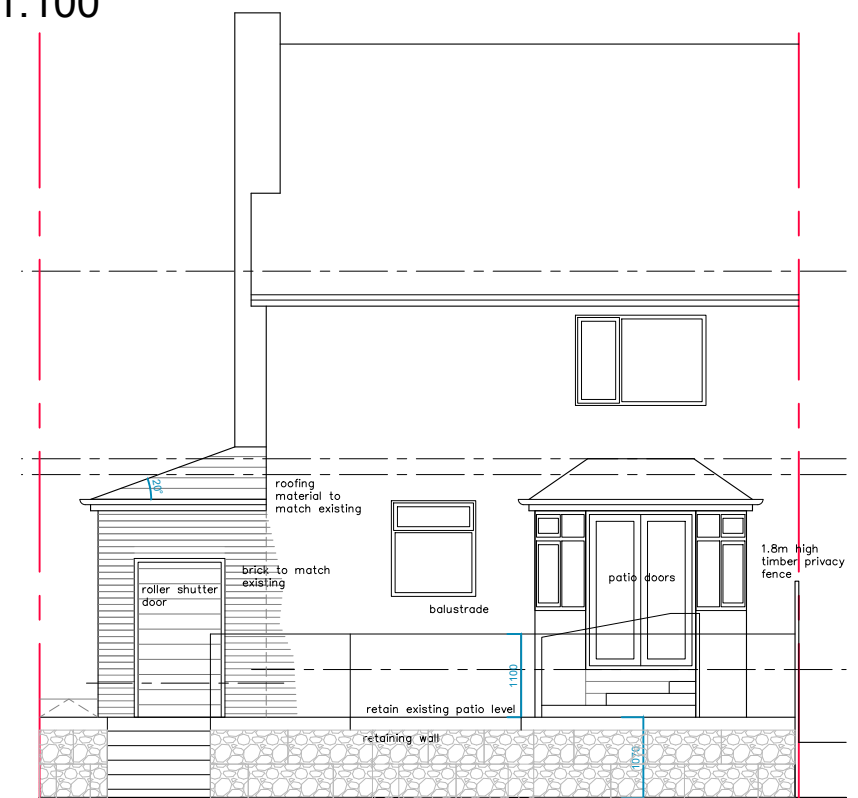 1:100
20°
roofing
material to
match existing
brick to match
existing
roller shutter
door
1.8m high
timber privacy
fence
patio doors
balustrade
1100
retain existing patio level
retaining wall
1070